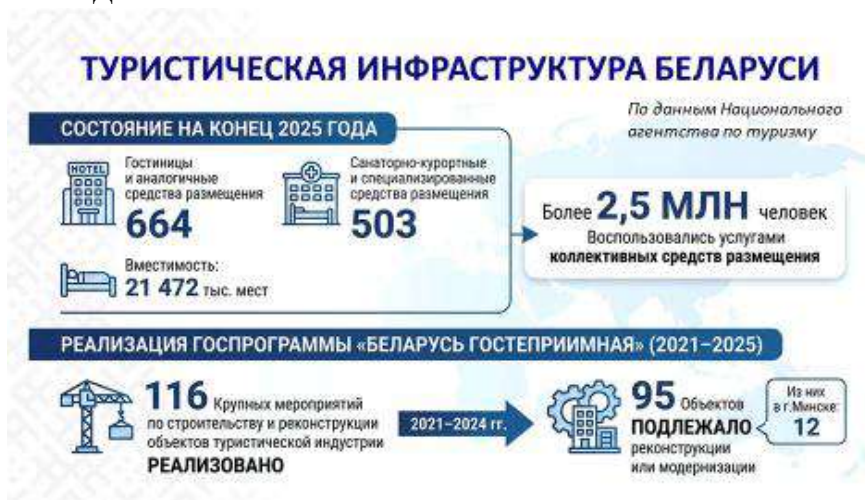 ТУРИСТИЧЕСКАЯ ИНФРАСТРУКТУРА БЕЛАРУСИ
По данным Национального
агентства по туризму
СОСТОЯНИЕ НА КОНЕЦ 2025 ГОДА
HOTEL
Гостиницы
и аналогичные
средства размещения
664
Санаторно-курортные
и специализированные
средства размещения
503
Вместимость:
21 472 тыс. мест
Более 2,5 МЛН человек
Воспользовались услугами
коллективных средств размещения
РЕАЛИЗАЦИЯ ГОСПРОГРАММЫ «БЕЛАРУСЬ ГОСТЕПРИИМНАЯ» (2021–2025)
116 Крупных мероприятий
по строительству и реконструкции
объектов туристической индустрии
РЕАЛИЗОВАНО
2021–2024 гг.
95 Объектов
ПОДЛЕЖАЛО
реконструкции
или модернизации
Из них
в г.Минске:
12